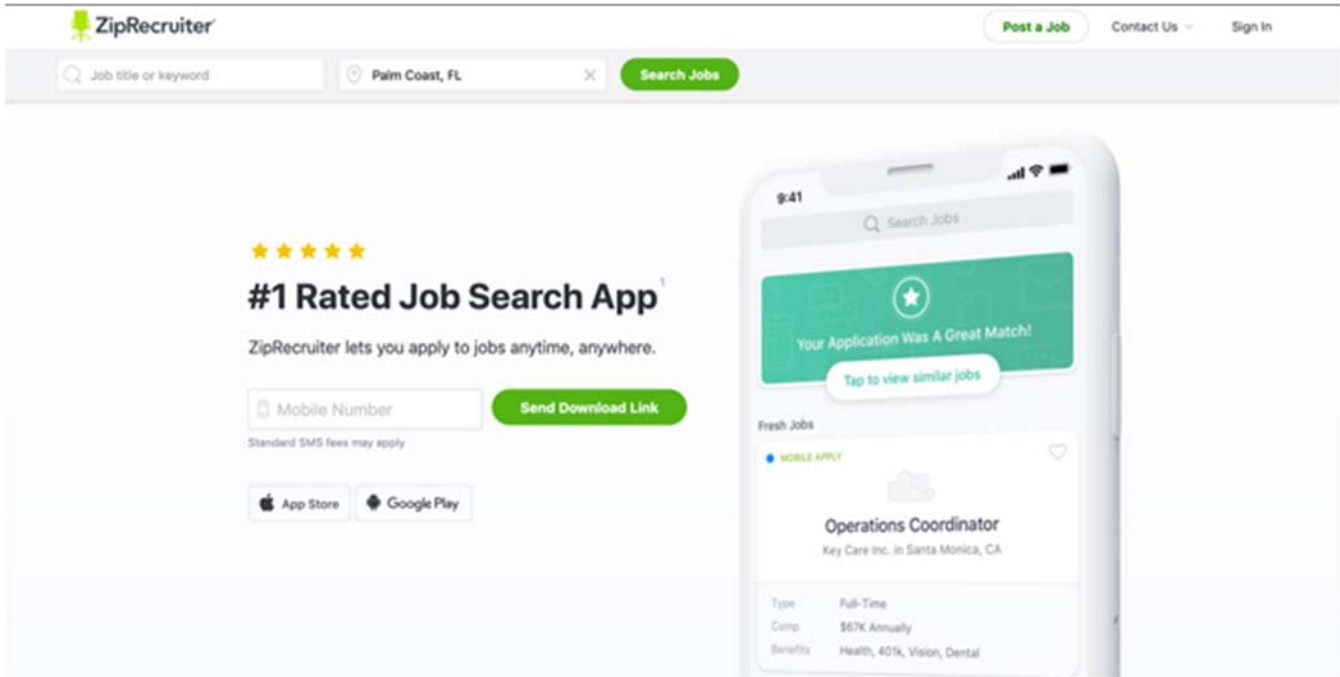 ZipRecruiter
Post a Job
Contact Us
Sign In
Job title or keyword
Palm Coast, FL
Search Jobs
9:41
Search Jobs
#1 Rated Job Search App1
ZipRecruiter lets you apply to jobs anytime, anywhere.
Mobile Number
Send Download Link
Standard SMS fees may apply
App Store
Google Play
Your Application Was A Great Match!
Tap to view similar jobs
Fresh Jobs
MOBILE APPLY
Operations Coordinator
Key Care Inc. in Santa Monica, CA
Type Full-Time
Comp $67K Annually
Benefits Health, 401k, Vision, Dental